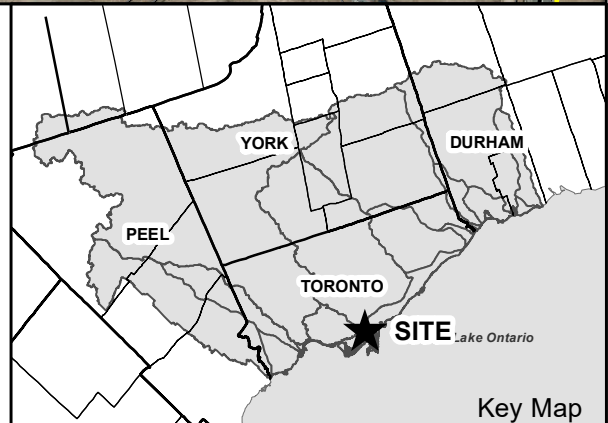 YORK
DURHAM
PEEL
TORONTO
SITE
Lake Ontario
Key Map